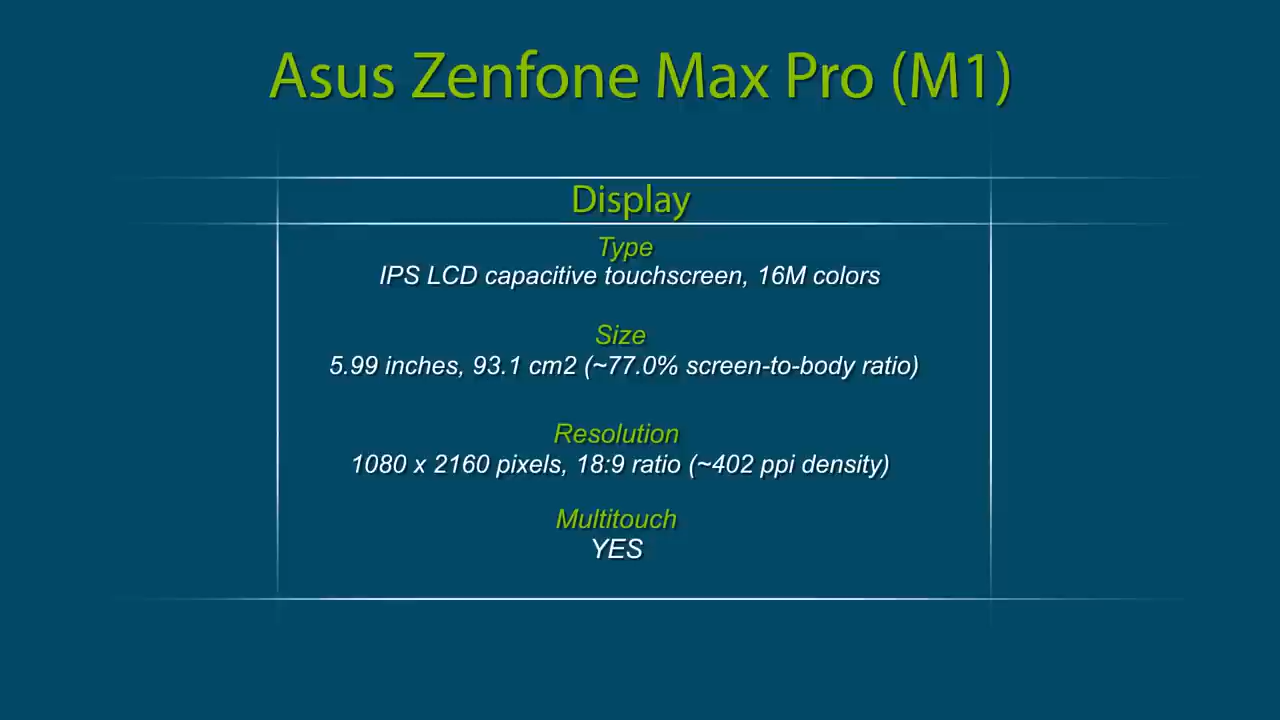 Asus Zenfone Max Pro (M1)
Display
Type
IPS LCD capacitive touchscreen, 16M colors
Size
5.99 inches, 93.1 cm2 (~77.0% screen-to-body ratio)
Resolution
1080 x 2160 pixels, 18:9 ratio (~402 ppi density)
Multitouch
YES